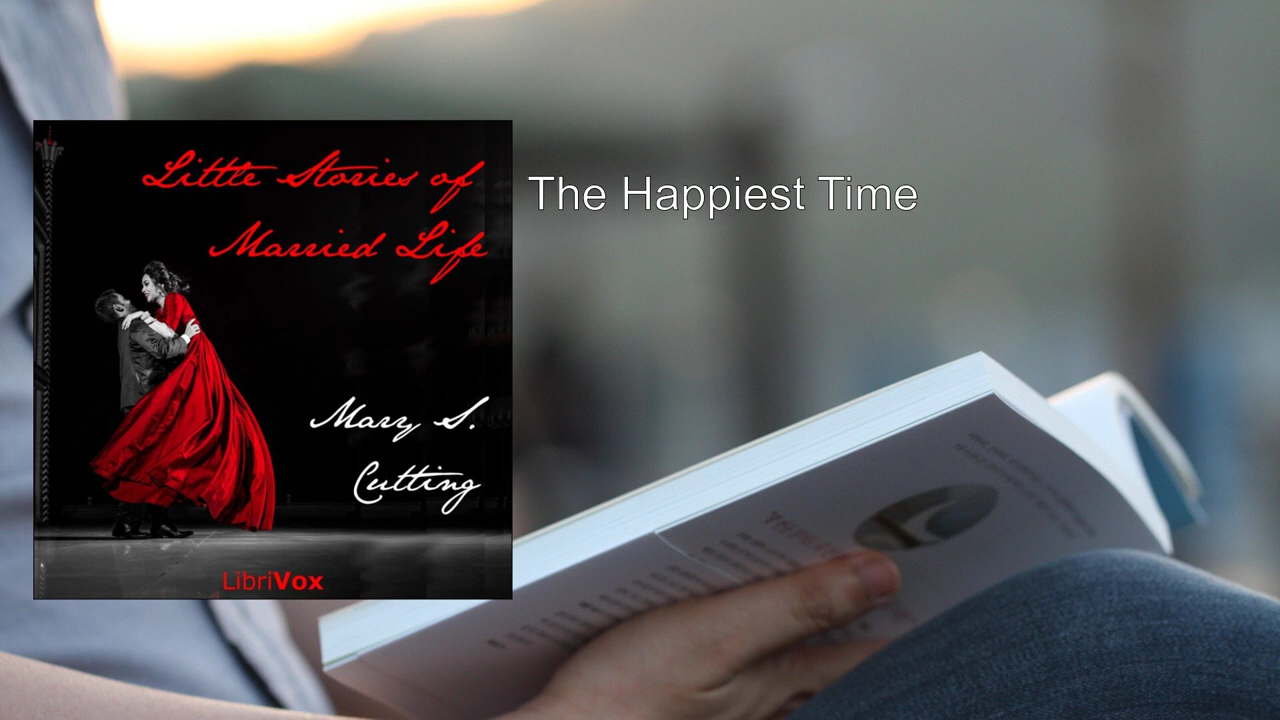 Little Stories of
Married Life
Mary S.
Cutting
LibriVox
The Happiest Time